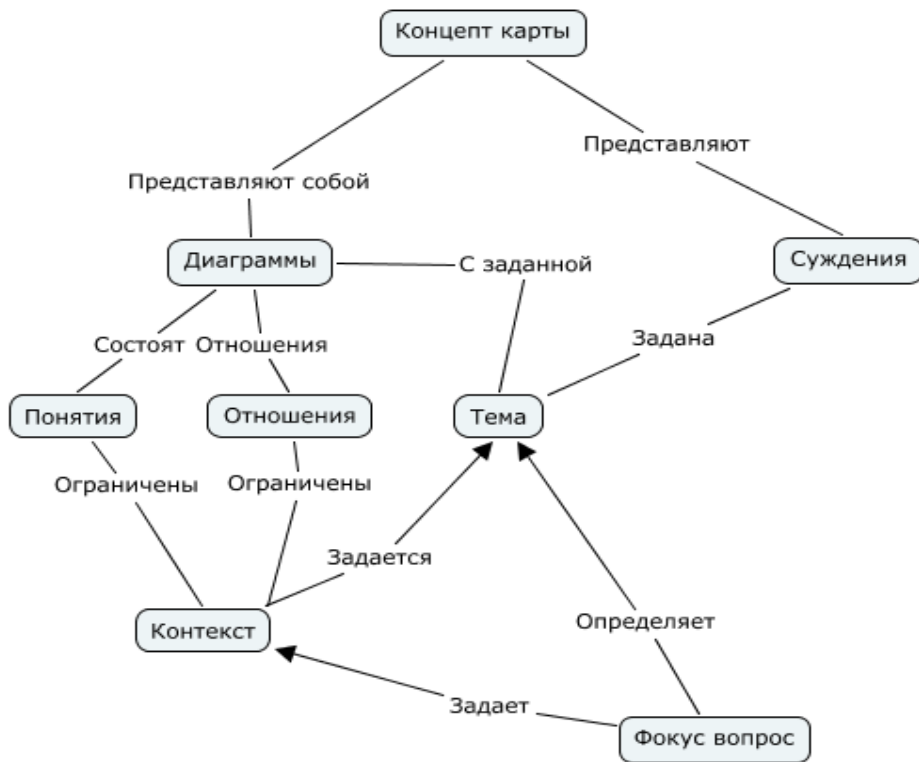 Концепт карты
Представляют
Представляют собой
Диаграммы
С заданной
Суждения
Состоят
Отношения
Задана
Понятия
Отношения
Тема
Ограничены
Ограничены
Задается
Контекст
Определяет
Задает
Фокус вопрос